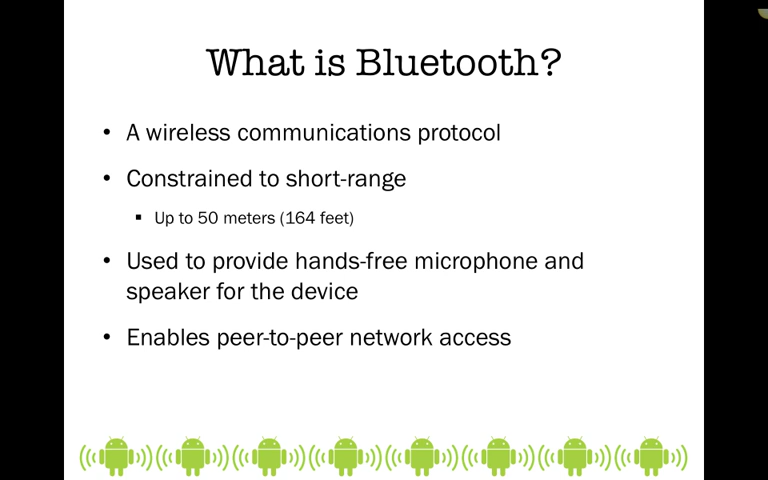 What is Bluetooth?
• A wireless communications protocol
• Constrained to short-range
▪ Up to 50 meters (164 feet)
• Used to provide hands-free microphone and
speaker for the device
• Enables peer-to-peer network access